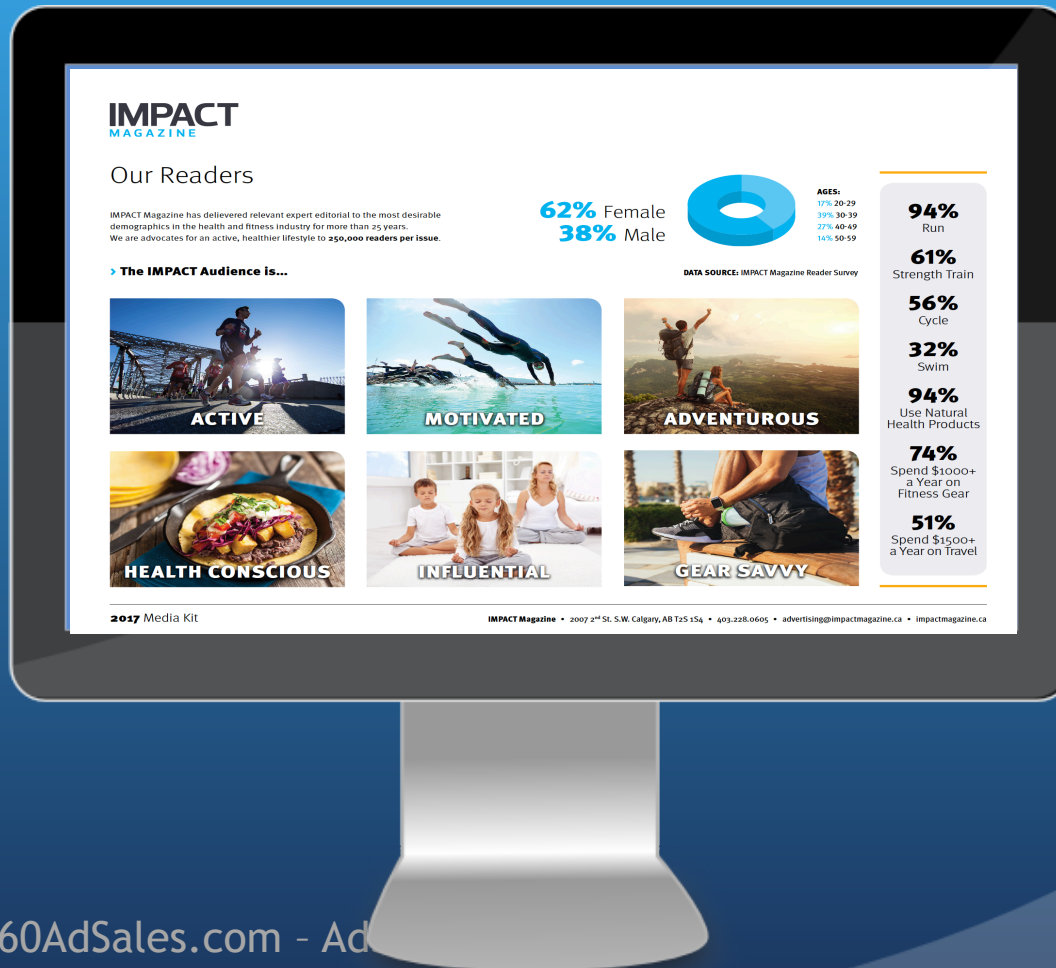 IMPACT
MAGAZINE
Our Readers
IMPACT Magazine has delievered relevant expert editorial to the most desirable
demographics in the health and fitness industry for more than 25 years.
We are advocates for an active, healthier lifestyle to 250,000 readers per issue.
62% Female
38% Male
AGES:
17% 20-29
39% 30-39
27% 40-49
14% 50-59
> The IMPACT Audience is...
DATA SOURCE: IMPACT Magazine Reader Survey
ACTIVE
MOTIVATED
ADVENTUROUS
HEALTH CONSCIOUS
INFLUENTIAL
GEAR SAVVY
94%
Run
61%
Strength Train
56%
Cycle
32%
Swim
94%
Use Natural
Health Products
74%
Spend $1000+
a Year on
Fitness Gear
51%
Spend $1500+
a Year on Travel
2017 Media Kit
IMPACT Magazine • 2007 2nd St. S.W. Calgary, AB T2S 1S4 • 403.228.0605 • advertising@impactmagazine.ca • impactmagazine.ca
60AdSales.com – Ad